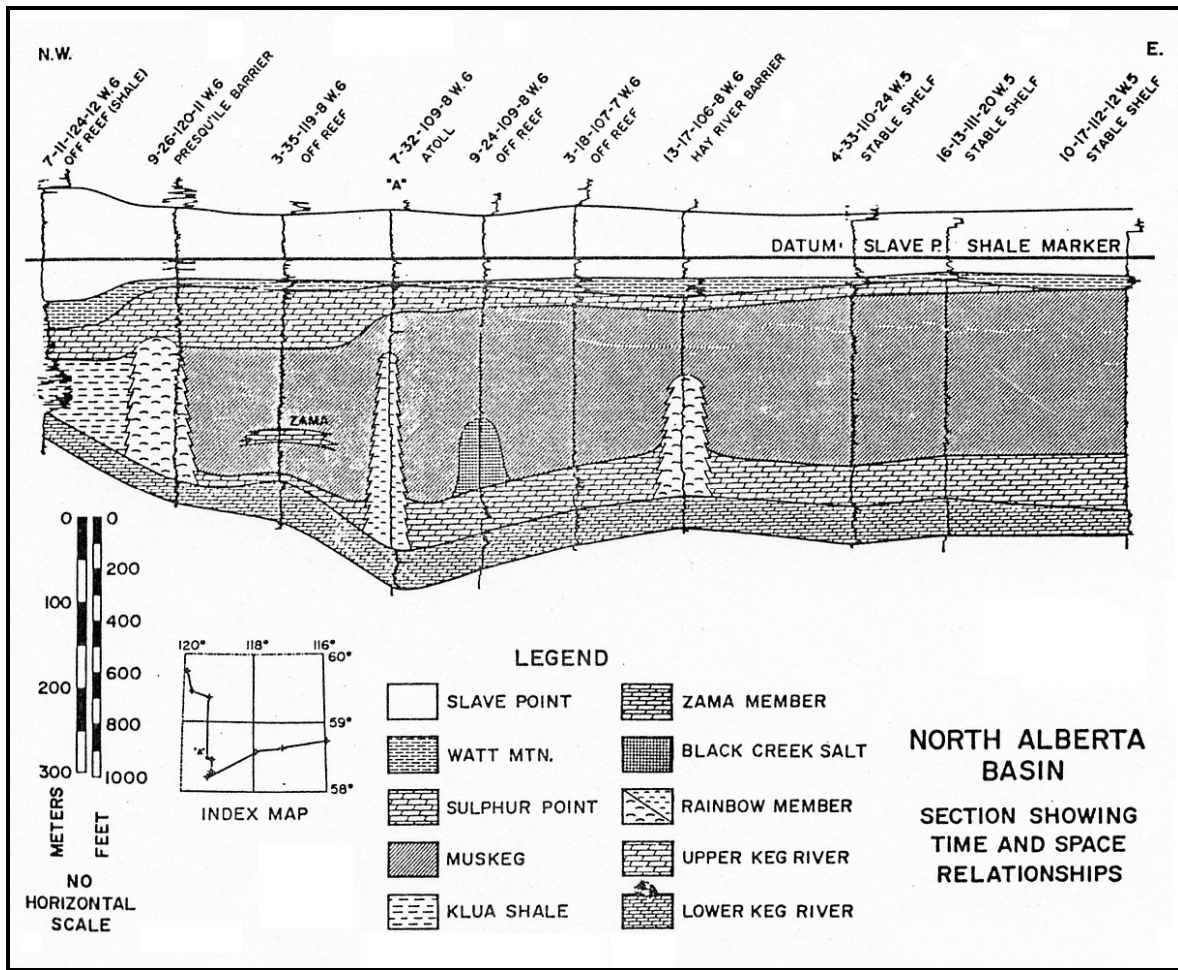 N.W.
E.
7-11-124-12 W.6
OFF REEF (SHALE)
9-26-120-11 W.6
PRESQU'ILE BARRIER
3-35-119-8 W.6
OFF REEF
7-32-109-8 W.6
ATOLL
"A"
9-24-109-8 W.6
OFF REEF
3-18-107-7 W.6
OFF REEF
13-17-106-8 W.6
HAY RIVER BARRIER
4-33-110-24 W.5
STABLE SHELF
16-13-111-20 W.5
STABLE SHELF
10-17-112-12 W.5
STABLE SHELF
DATUM: SLAVE P. SHALE MARKER
ZAMA
0 0
200
100
400
600
200
800
300 1000
METERS
FEET
NO
HORIZONTAL
SCALE
120° 118° 116°
60°
59°
58°
"A"
INDEX MAP
LEGEND
SLAVE POINT
WATT MTN.
SULPHUR POINT
MUSKEG
KLUA SHALE
ZAMA MEMBER
BLACK CREEK SALT
RAINBOW MEMBER
UPPER KEG RIVER
LOWER KEG RIVER
NORTH ALBERTA
BASIN
SECTION SHOWING
TIME AND SPACE
RELATIONSHIPS